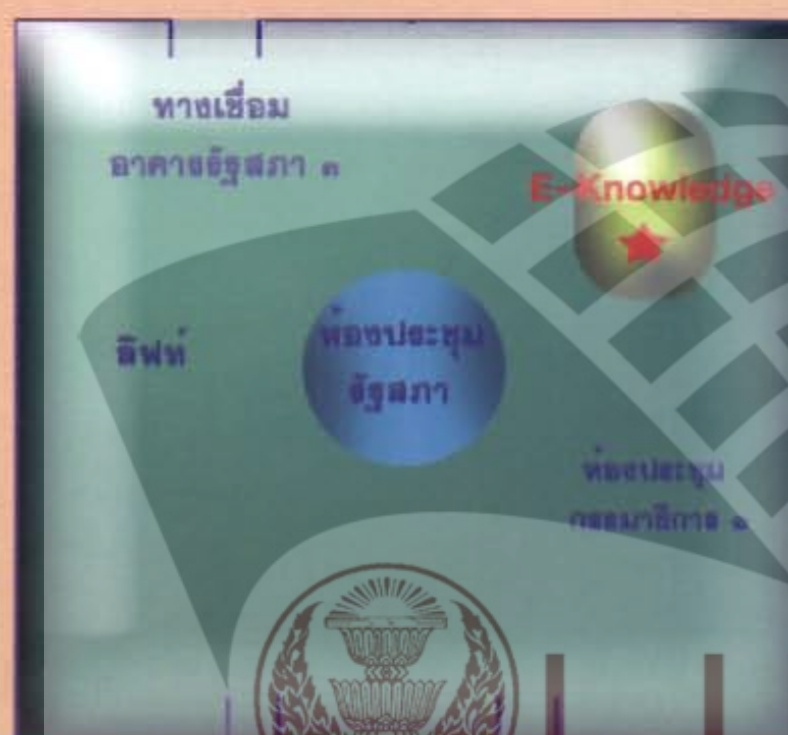 ทางเชื่อม
อาคารรัฐสภา ๓
E-Knowledge
ลิฟท์
ห้องประชุม
รัฐสภา
ห้องประชุม
กรรมาธิการ ๑